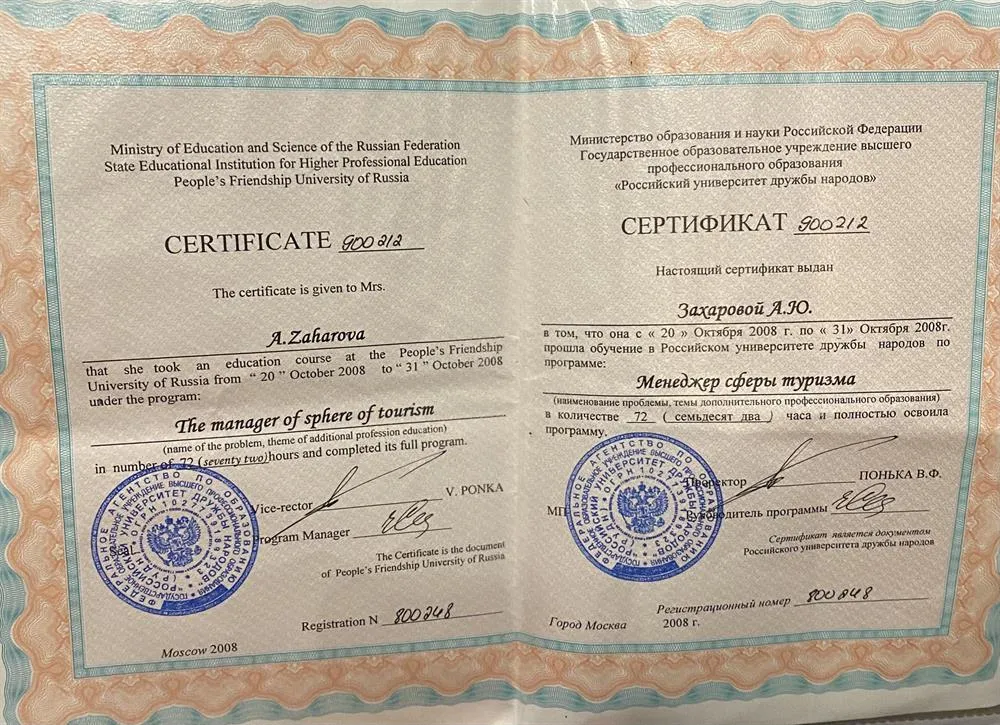 Ministry of Education and Science of the Russian Federation
State Educational Institution for Higher Professional Education
People's Friendship University of Russia
CERTIFICATE 900212
The certificate is given to Mrs.
A.Zaharova
that she took an education course at the People's Friendship
University of Russia from “ 20 ” October 2008 to “ 31 ” October 2008
under the program:
The manager of sphere of tourism
(name of the problem, theme of additional profession education)
in number of 72 (seventy two) hours and completed its full program.
Vice-rector V. PONKA
Seal
Program Manager
The Certificate is the document
of People's Friendship University of Russia
Registration N 800248
Moscow 2008
Министерство образования и науки Российской Федерации
Государственное образовательное учреждение высшего
профессионального образования
«Российский университет дружбы народов»
СЕРТИФИКАТ 900212
Настоящий сертификат выдан
Захаровой А.Ю.
в том, что она с « 20 » Октября 2008 г. по « 31» Октября 2008г.
прошла обучение в Российском университете дружбы народов по
программе:
Менеджер сферы туризма
(наименование проблемы, темы дополнительного профессионального образования)
в количестве 72 ( семьдесят два ) часа и полностью освоила
программу.
Проректор ПОНЬКА В.Ф.
МП
Руководитель программы
Сертификат является документом
Российского университета дружбы народов
Регистрационный номер 800248
Город Москва 2008 г.